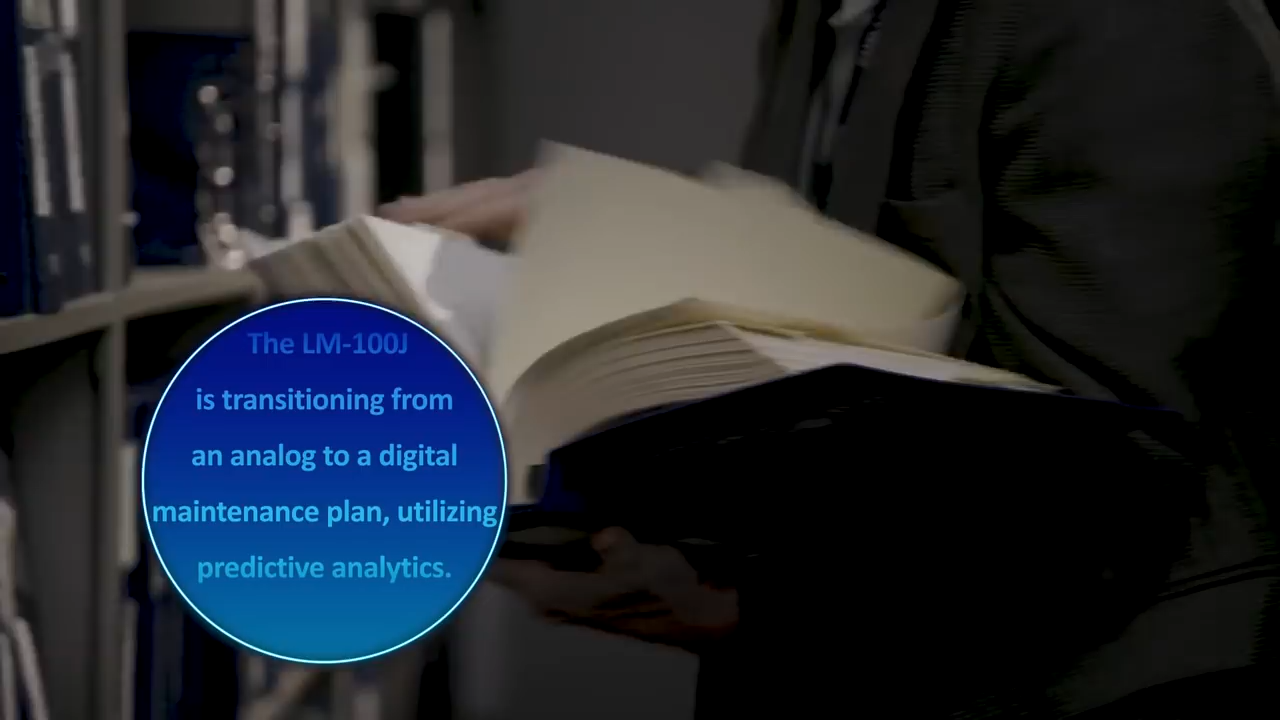 The LM-100J
is transitioning from
an analog to a digital
maintenance plan, utilizing
predictive analytics.